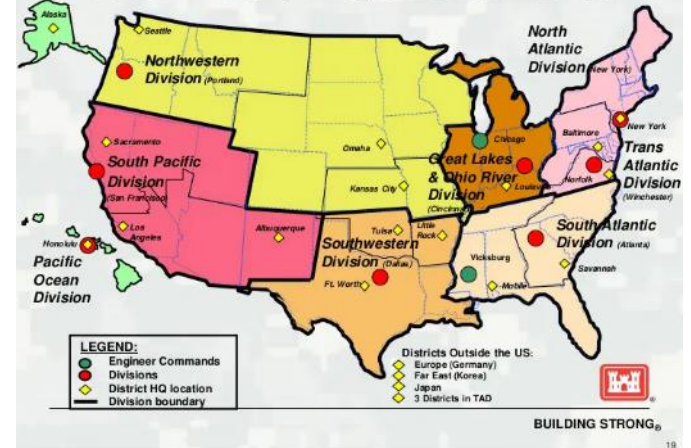 Alaska
Seattle
North
Atlantic
Division (New York)
Northwestern
Division (Portland)
Sacramento
South Pacific
Division
(San Francisco)
Los
Angeles
Albuquerque
Omaha
Kansas City
Chicago
Great Lakes
& Ohio River
Division
(Cincinnati
Baltimore
New York
Norfolk
Trans
Atlantic
Division
(Winchester)
Tulsa
Little
Rock
Southwestern
Division (Dallas)
Ft. Worth
Vicksburg
Mobile
South Atlantic
Division (Atlanta)
Savannah
Honolulu
Pacific
Ocean
Division
LEGEND:
Engineer Commands
Divisions
District HQ location
Division boundary
Districts Outside the US:
Europe (Germany)
Far East (Korea)
Japan
3 Districts in TAD
BUILDING STRONG®
19